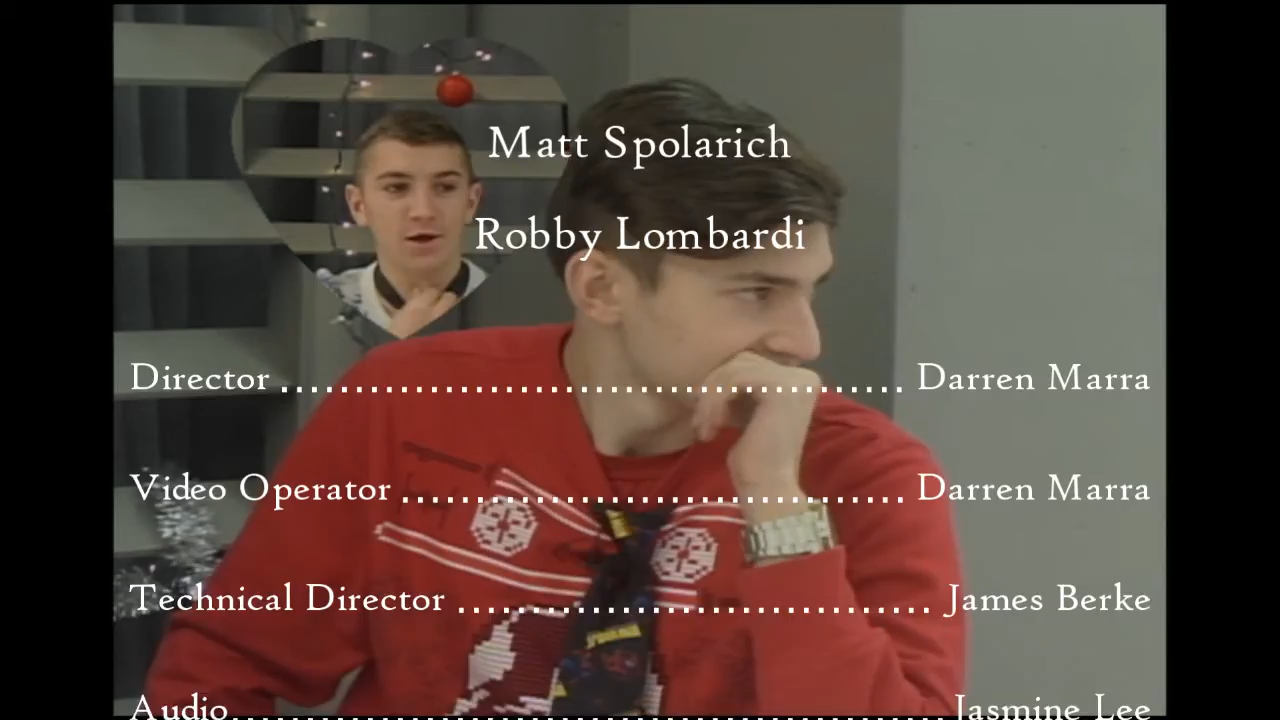 Matt Spolarich
Robby Lombardi
Director ........................................ Darren Marra
Video Operator ................................ Darren Marra
Technical Director .............................. James Berke
Audio............................................. Jasmine Lee